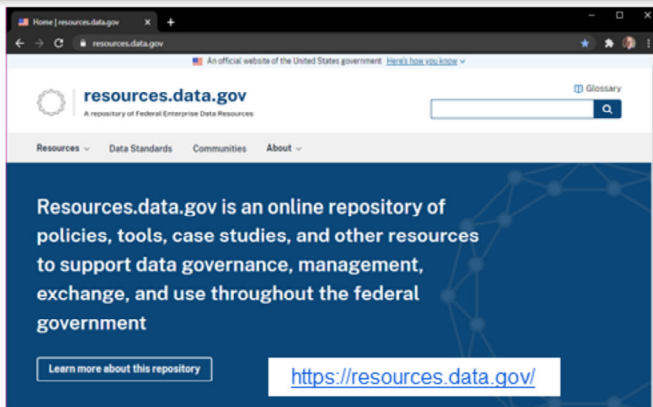 Home | resources.data.gov
resources.data.gov
An official website of the United States government Here's how you know
resources.data.gov
A repository of Federal Enterprise Data Resources
Glossary
Resources Data Standards Communities About
Resources.data.gov is an online repository of
policies, tools, case studies, and other resources
to support data governance, management,
exchange, and use throughout the federal
government
Learn more about this repository
https://resources.data.gov/